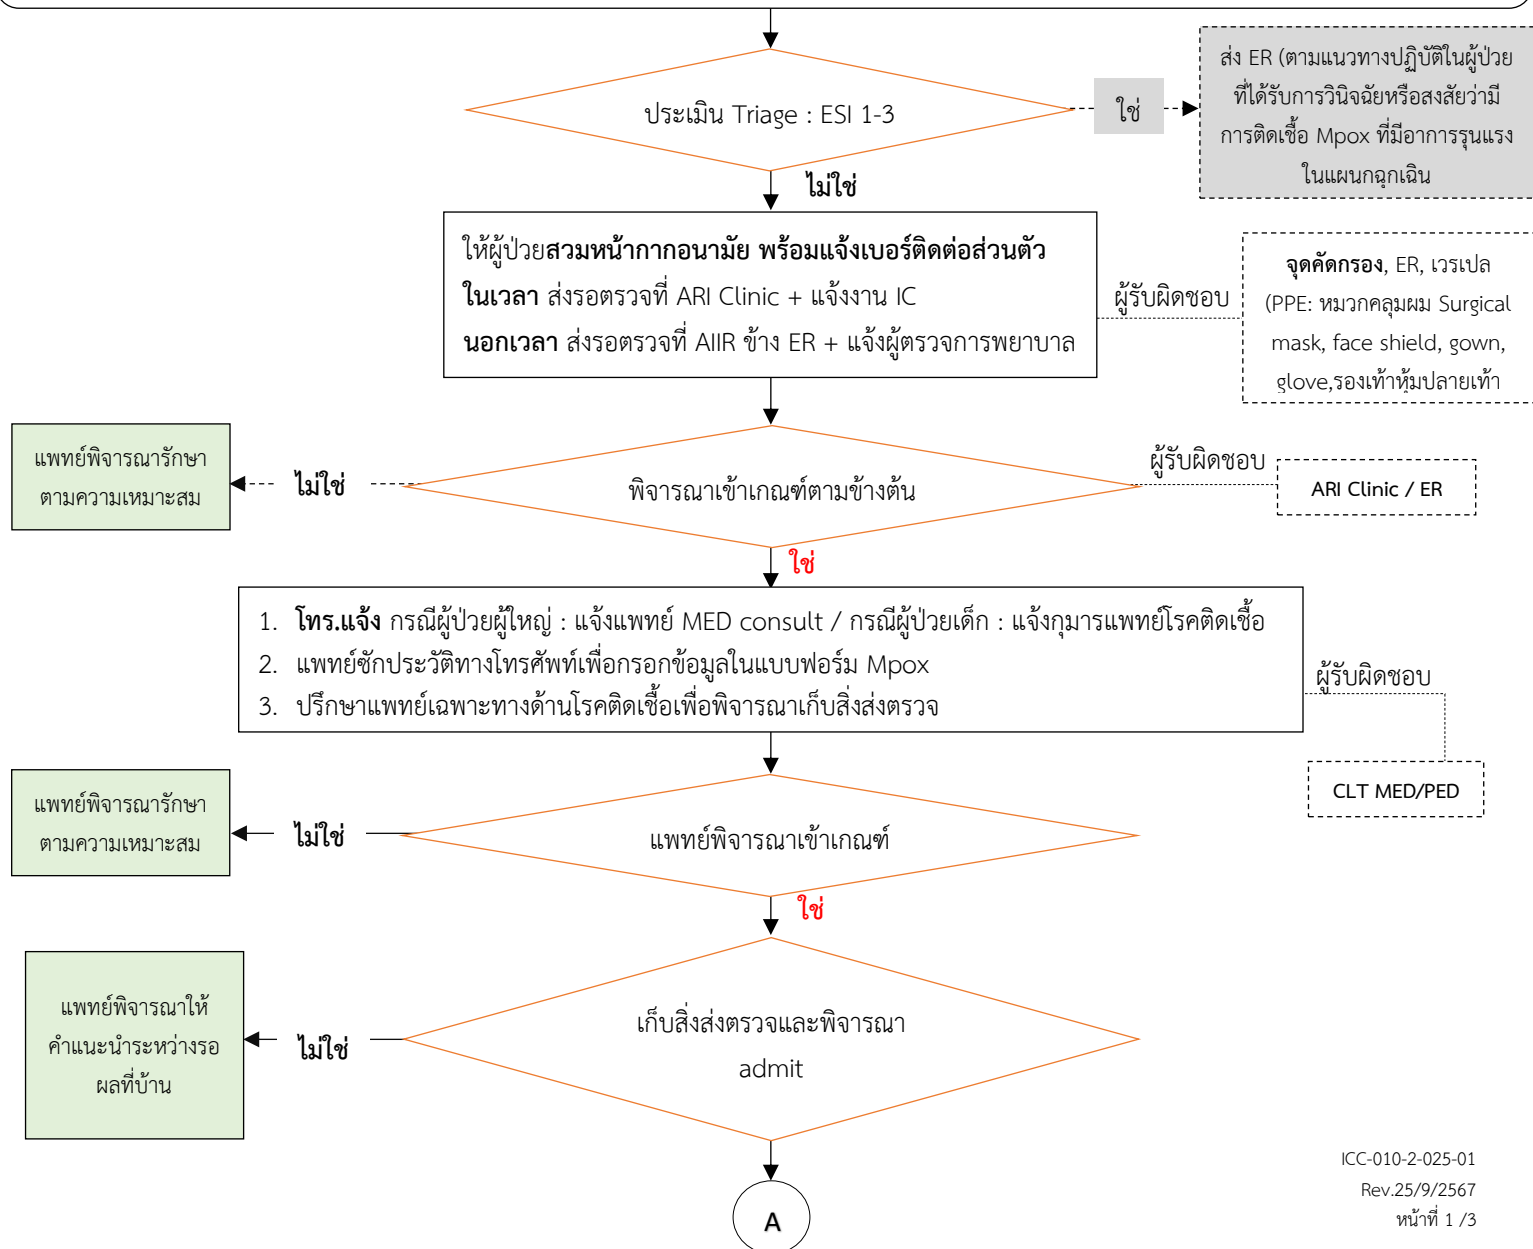 ประเมิน Triage : ESI 1-3
ใช่
ส่ง ER (ตามแนวทางปฏิบัติในผู้ป่วย
ที่ได้รับการวินิจฉัยหรือสงสัยว่ามี
การติดเชื้อ Mpox ที่มีอาการรุนแรง
ในแผนกฉุกเฉิน
ไม่ใช่
ให้ผู้ป่วยสวมหน้ากากอนามัย พร้อมแจ้งเบอร์ติดต่อส่วนตัว
ในเวลา ส่งรอตรวจที่ ARI Clinic + แจ้งงาน IC
นอกเวลา ส่งรอตรวจที่ AIIR ข้าง ER + แจ้งผู้ตรวจการพยาบาล
ผู้รับผิดชอบ
จุดคัดกรอง, ER, เวรเปล
(PPE: หมวกคลุมผม Surgical
mask, face shield, gown,
glove,รองเท้าหุ้มปลายเท้า
แพทย์พิจารณารักษา
ตามความเหมาะสม
ไม่ใช่
พิจารณาเข้าเกณฑ์ตามข้างต้น
ผู้รับผิดชอบ
ARI Clinic / ER
ใช่
1. โทร.แจ้ง กรณีผู้ป่วยผู้ใหญ่ : แจ้งแพทย์ MED consult / กรณีผู้ป่วยเด็ก : แจ้งกุมารแพทย์โรคติดเชื้อ
2. แพทย์ซักประวัติทางโทรศัพท์เพื่อกรอกข้อมูลในแบบฟอร์ม Mpox
3. ปรึกษาแพทย์เฉพาะทางด้านโรคติดเชื้อเพื่อพิจารณาเก็บสิ่งส่งตรวจ
ผู้รับผิดชอบ
CLT MED/PED
แพทย์พิจารณารักษา
ตามความเหมาะสม
ไม่ใช่
แพทย์พิจารณาเข้าเกณฑ์
ใช่
แพทย์พิจารณาให้
คำแนะนำระหว่างรอ
ผลที่บ้าน
ไม่ใช่
เก็บสิ่งส่งตรวจและพิจารณา
admit
A
ICC-010-2-025-01
Rev.25/9/2567
หน้าที่ 1 /3